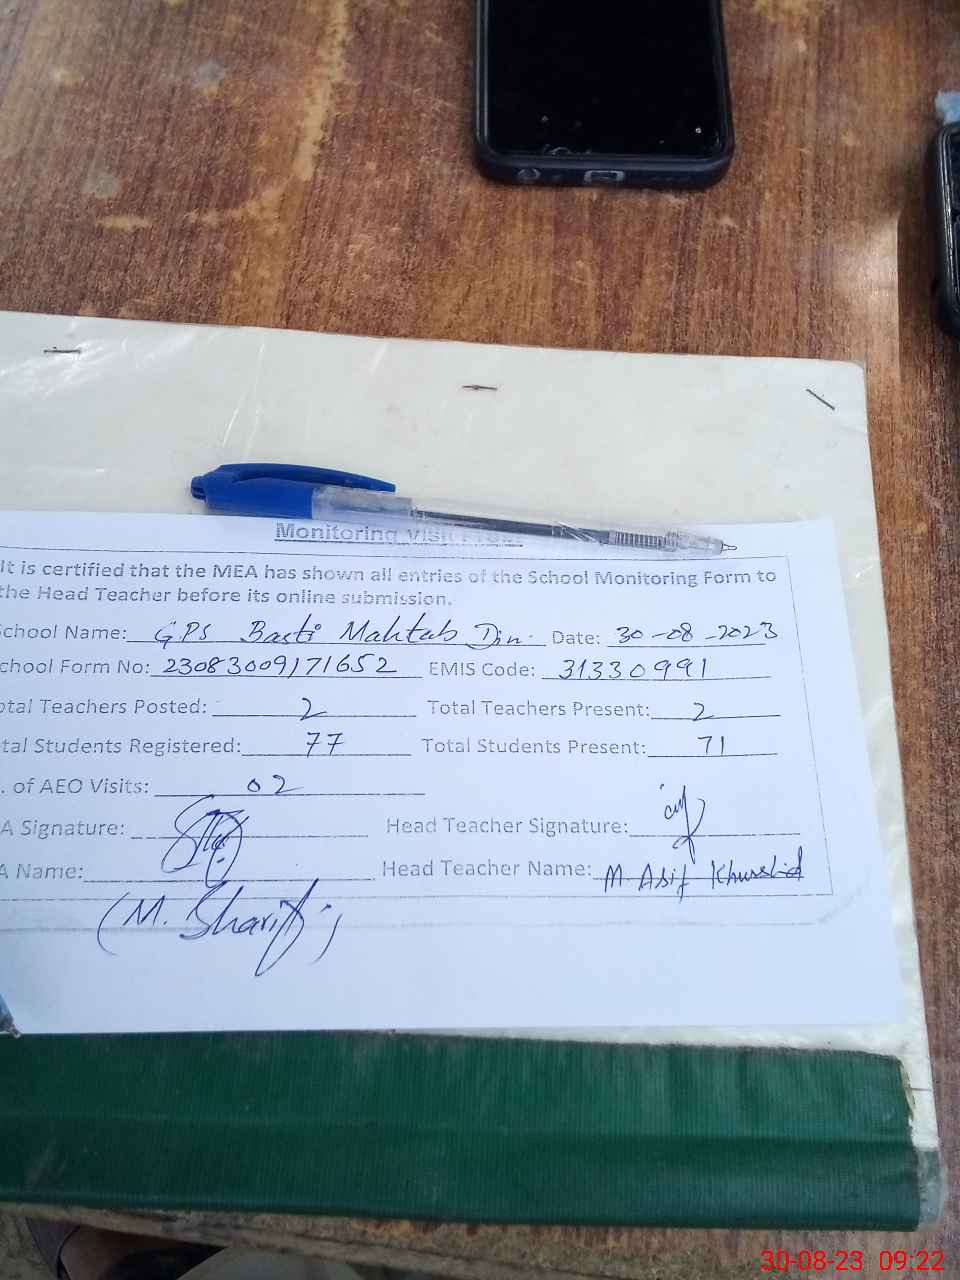 Monitoring Visit
It is certified that the MEA has shown all entries of the School Monitoring Form to
the Head Teacher before its online submission.
School Name: G.P.S Basti Mahtab Din. Date: 30-08-2023
chool Form No: 23083009171652 EMIS Code: 31330991
otal Teachers Posted: 2 Total Teachers Present: 2
tal Students Registered: 77 Total Students Present: 71
. of AEO Visits: 02
A Signature: Head Teacher Signature:
A Name: Head Teacher Name: M. Asif Khurshid
(M. Sharif)
30-08-23 09:22